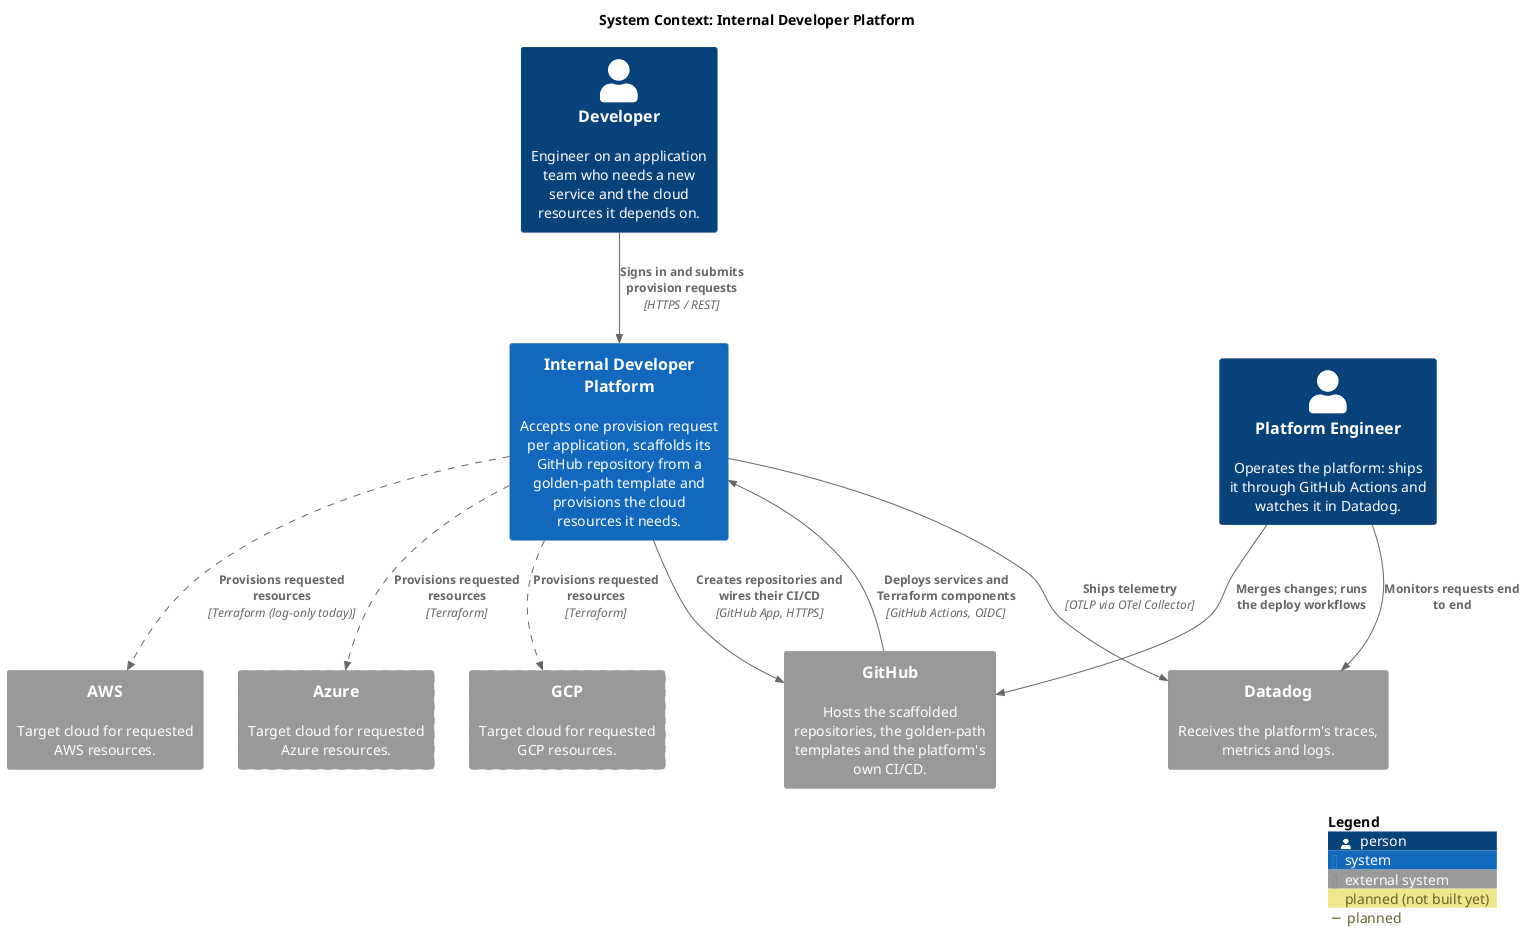 System Context: Internal Developer Platform
Developer
Engineer on an application
team who needs a new
service and the cloud
resources it depends on.
Signs in and submits
provision requests
[HTTPS / REST]
Internal Developer
Platform
Accepts one provision request
per application, scaffolds its
GitHub repository from a
golden-path template and
provisions the cloud
resources it needs.
Platform Engineer
Operates the platform: ships
it through GitHub Actions and
watches it in Datadog.
Provisions requested
resources
[Terraform (log-only today)]
Provisions requested
resources
[Terraform]
Provisions requested
resources
[Terraform]
Creates repositories and
wires their CI/CD
[GitHub App, HTTPS]
Deploys services and
Terraform components
[GitHub Actions, OIDC]
Ships telemetry
[OTLP via OTel Collector]
Merges changes; runs
the deploy workflows
Monitors requests end
to end
AWS
Target cloud for requested
AWS resources.
Azure
Target cloud for requested
Azure resources.
GCP
Target cloud for requested
GCP resources.
GitHub
Hosts the scaffolded
repositories, the golden-path
templates and the platform's
own CI/CD.
Datadog
Receives the platform's traces,
metrics and logs.
Legend
person
system
external system
planned (not built yet)
planned